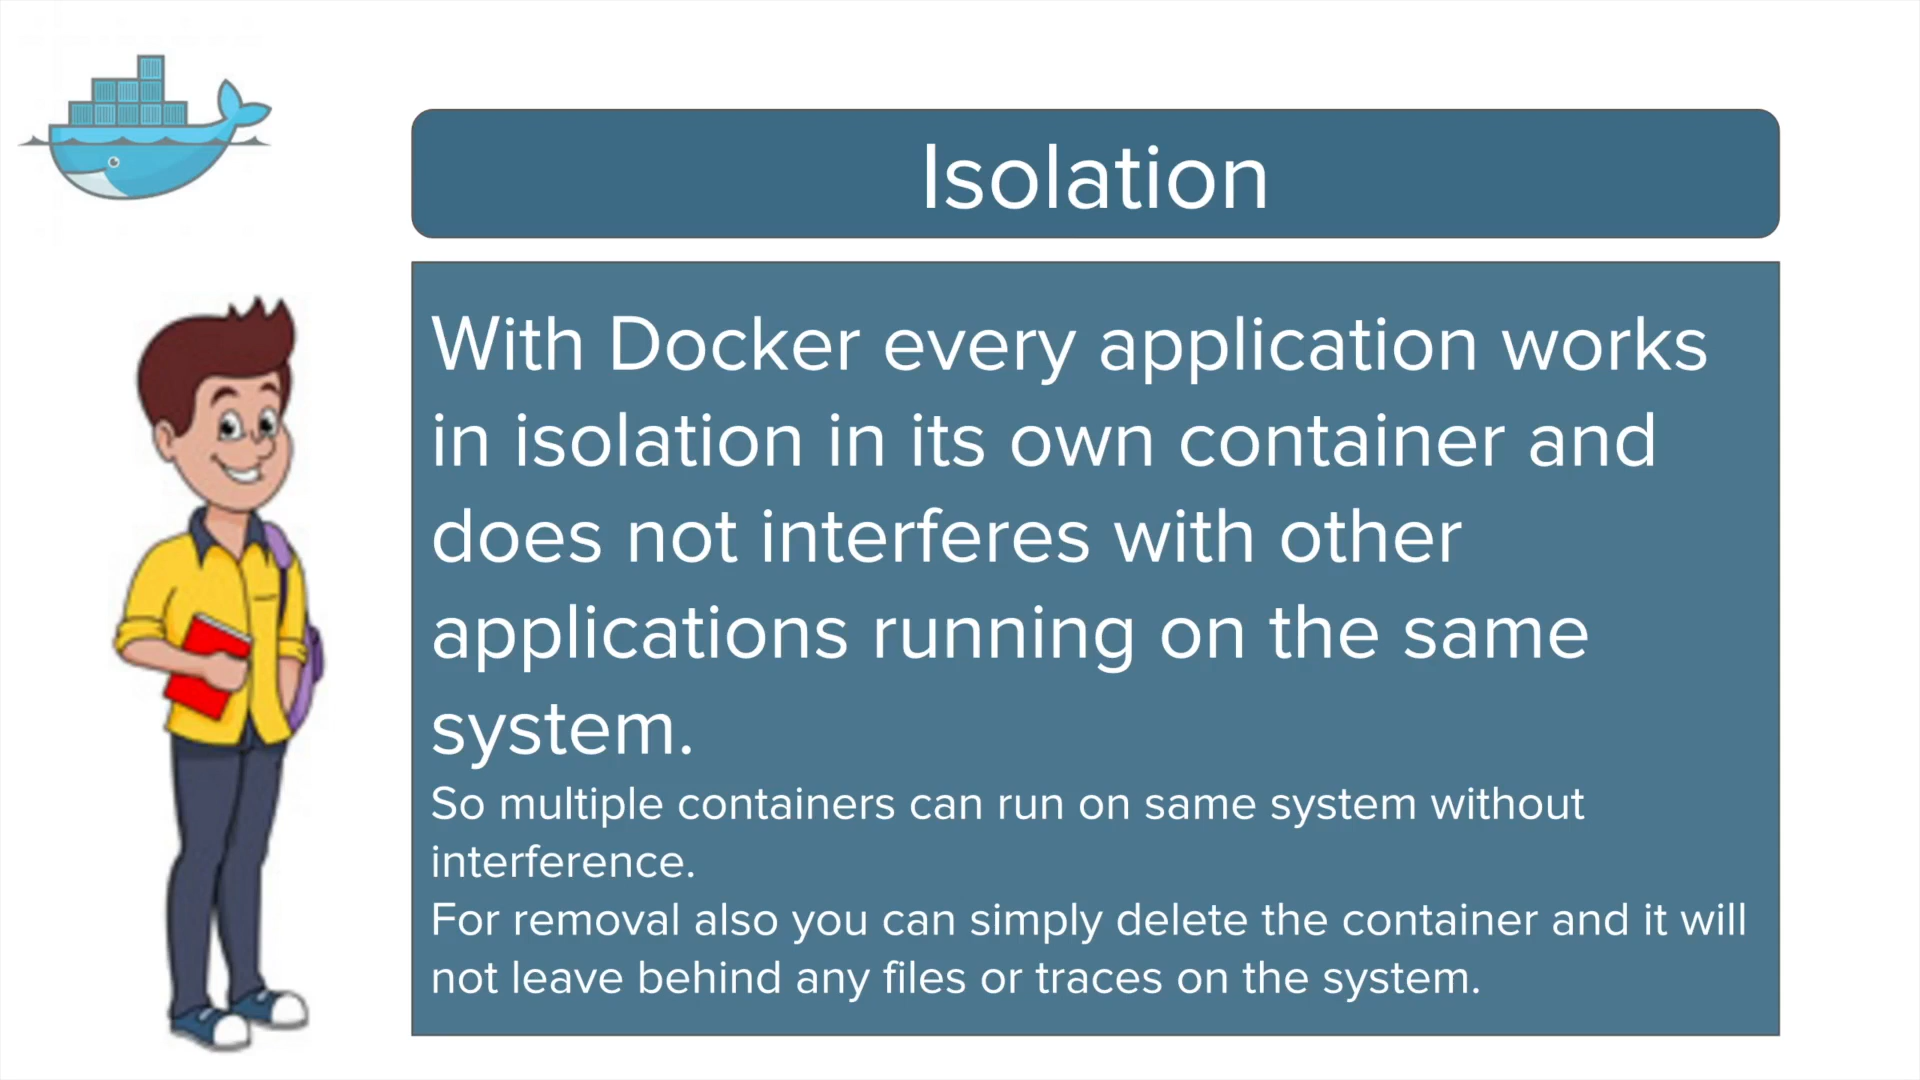 Isolation
With Docker every application works
in isolation in its own container and
does not interferes with other
applications running on the same
system.
So multiple containers can run on same system without
interference.
For removal also you can simply delete the container and it will
not leave behind any files or traces on the system.